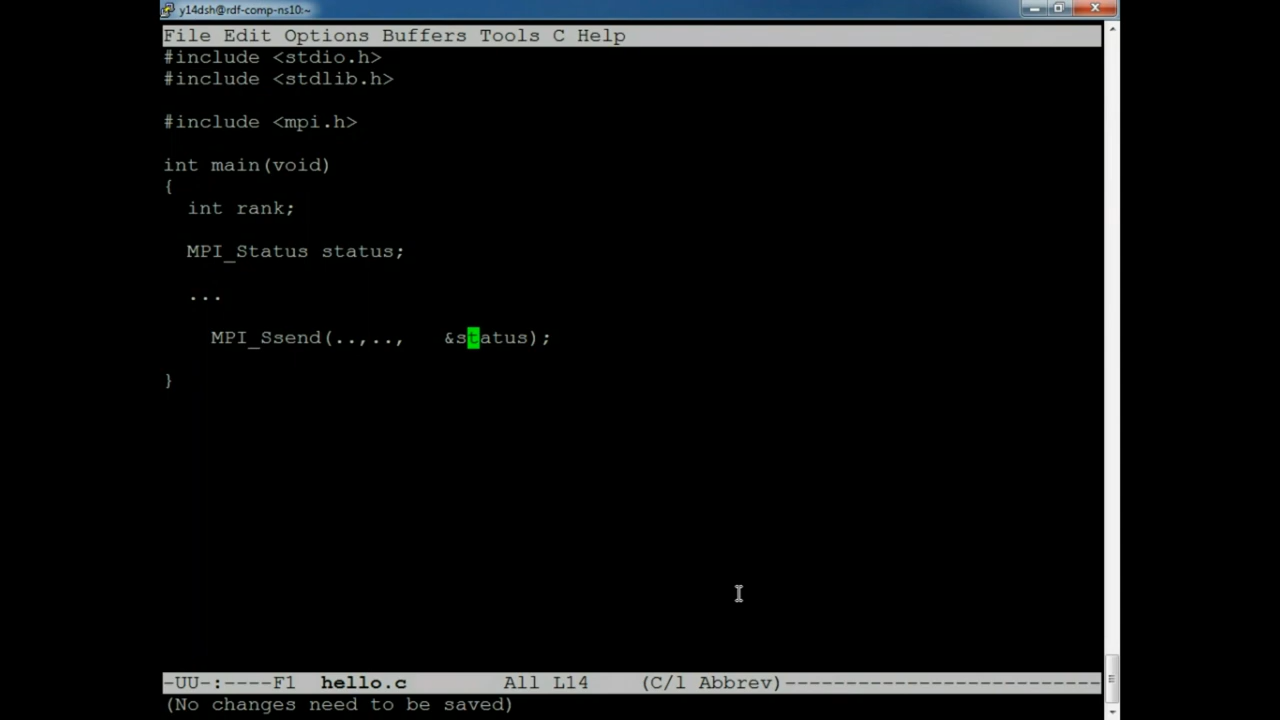 y14dsh@rdf-comp-ns10:~
File Edit Options Buffers Tools C Help
#include <stdio.h>
#include <stdlib.h>
#include <mpi.h>
int main(void)
{
int rank;
MPI_Status status;
...
MPI_Ssend(..,.., &status);
}
-UU-:----F1 hello.c All L14 (C/l Abbrev)---------------------------
(No changes need to be saved)